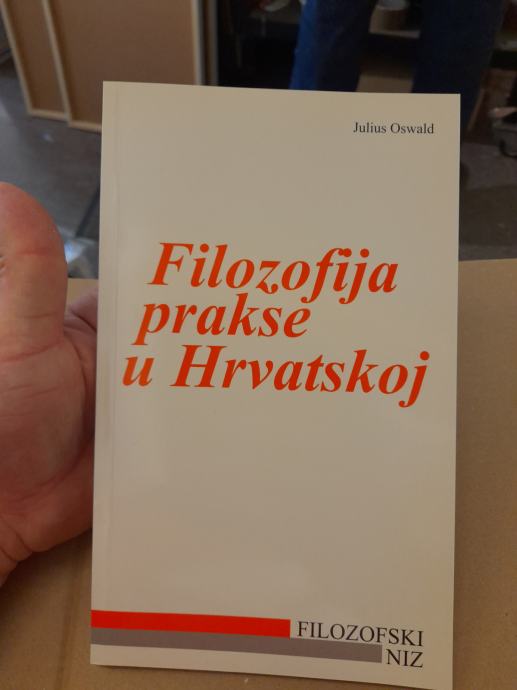 Julius Oswald
Filozofija
prakse
u Hrvatskoj
FILOZOFSKI
NIZ